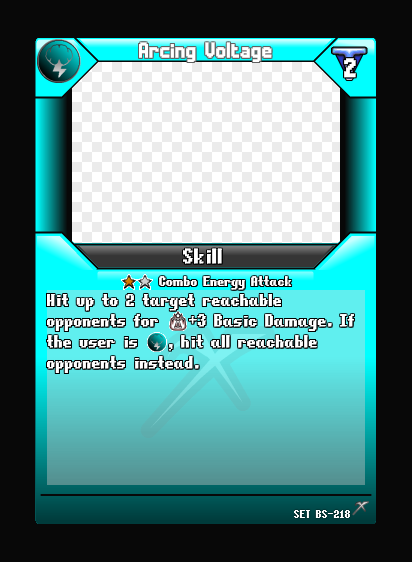 Arcing Voltage
2
Skill
Combo Energy Attack
Hit up to 2 target reachable
opponents for +3 Basic Damage. If
the user is , hit all reachable
opponents instead.
SET BS-218